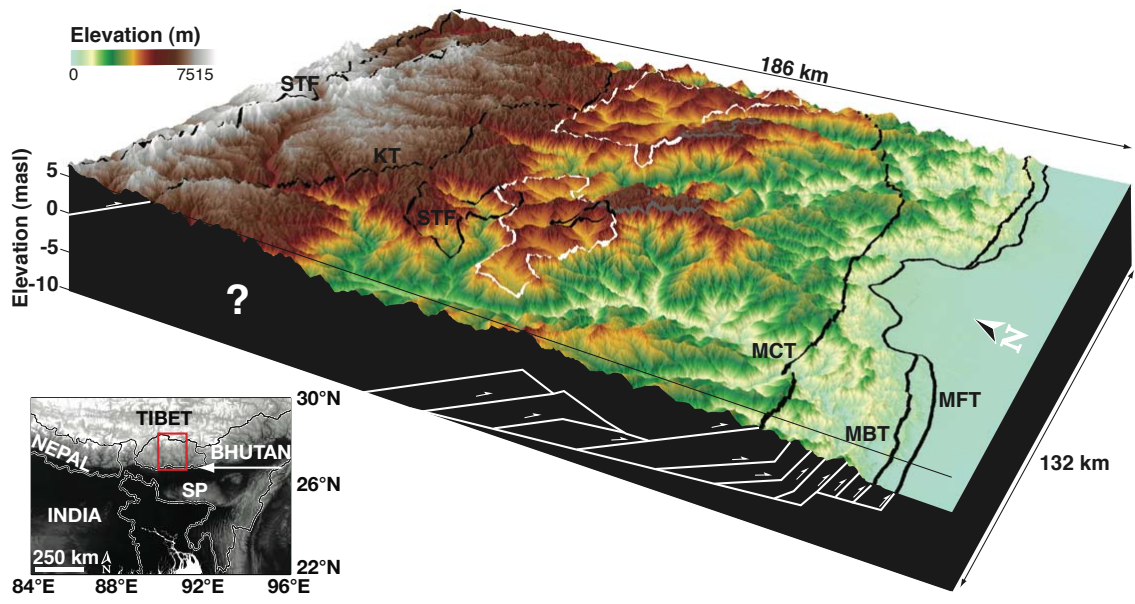 Elevation (m)
0 7515
186 km
STF
KT
STF
Elevation (masl)
5
0
-5
-10
?
N
MCT
MFT
MBT
132 km
30°N
TIBET
NEPAL
BHUTAN
26°N
SP
INDIA
250 km
N
22°N
84°E 88°E 92°E 96°E